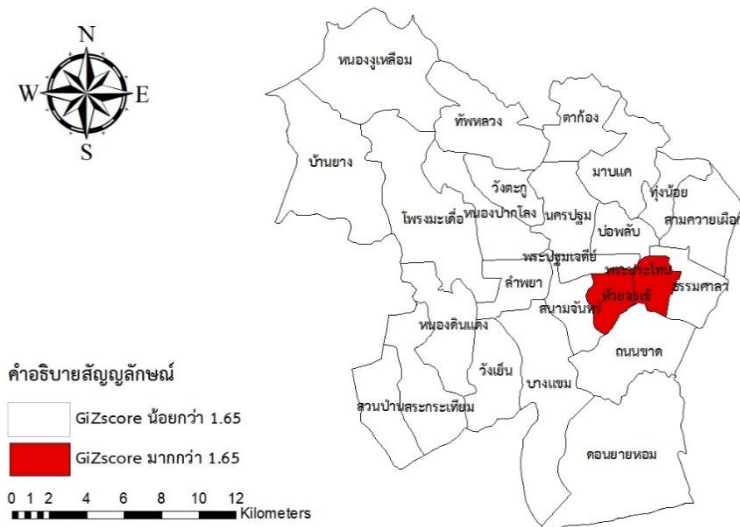 N
W E
S
หนองงูเหลือม
ทัพหลวง
ตาก้อง
บ้านยาง
มาบแค
วังตะกู
ทุ่งน้อย
โพรงมะเดื่อ
หนองปากโลง
นครปฐม
บ่อพลับ
สามควายเผือก
พระปฐมเจดีย์
พระประโทน
ลำพยา
ธรรมศาลา
สนามจันทร์
ห้วยจรเข้
หนองดินแดง
ถนนขาด
วังเย็น
บางแขม
สวนป่าน
สระกระเทียม
ดอนยายหอม
คำอธิบายสัญญลักษณ์
GiZscore น้อยกว่า 1.65
GiZscore มากกว่า 1.65
0 1 2 4 6 8 10 12
Kilometers